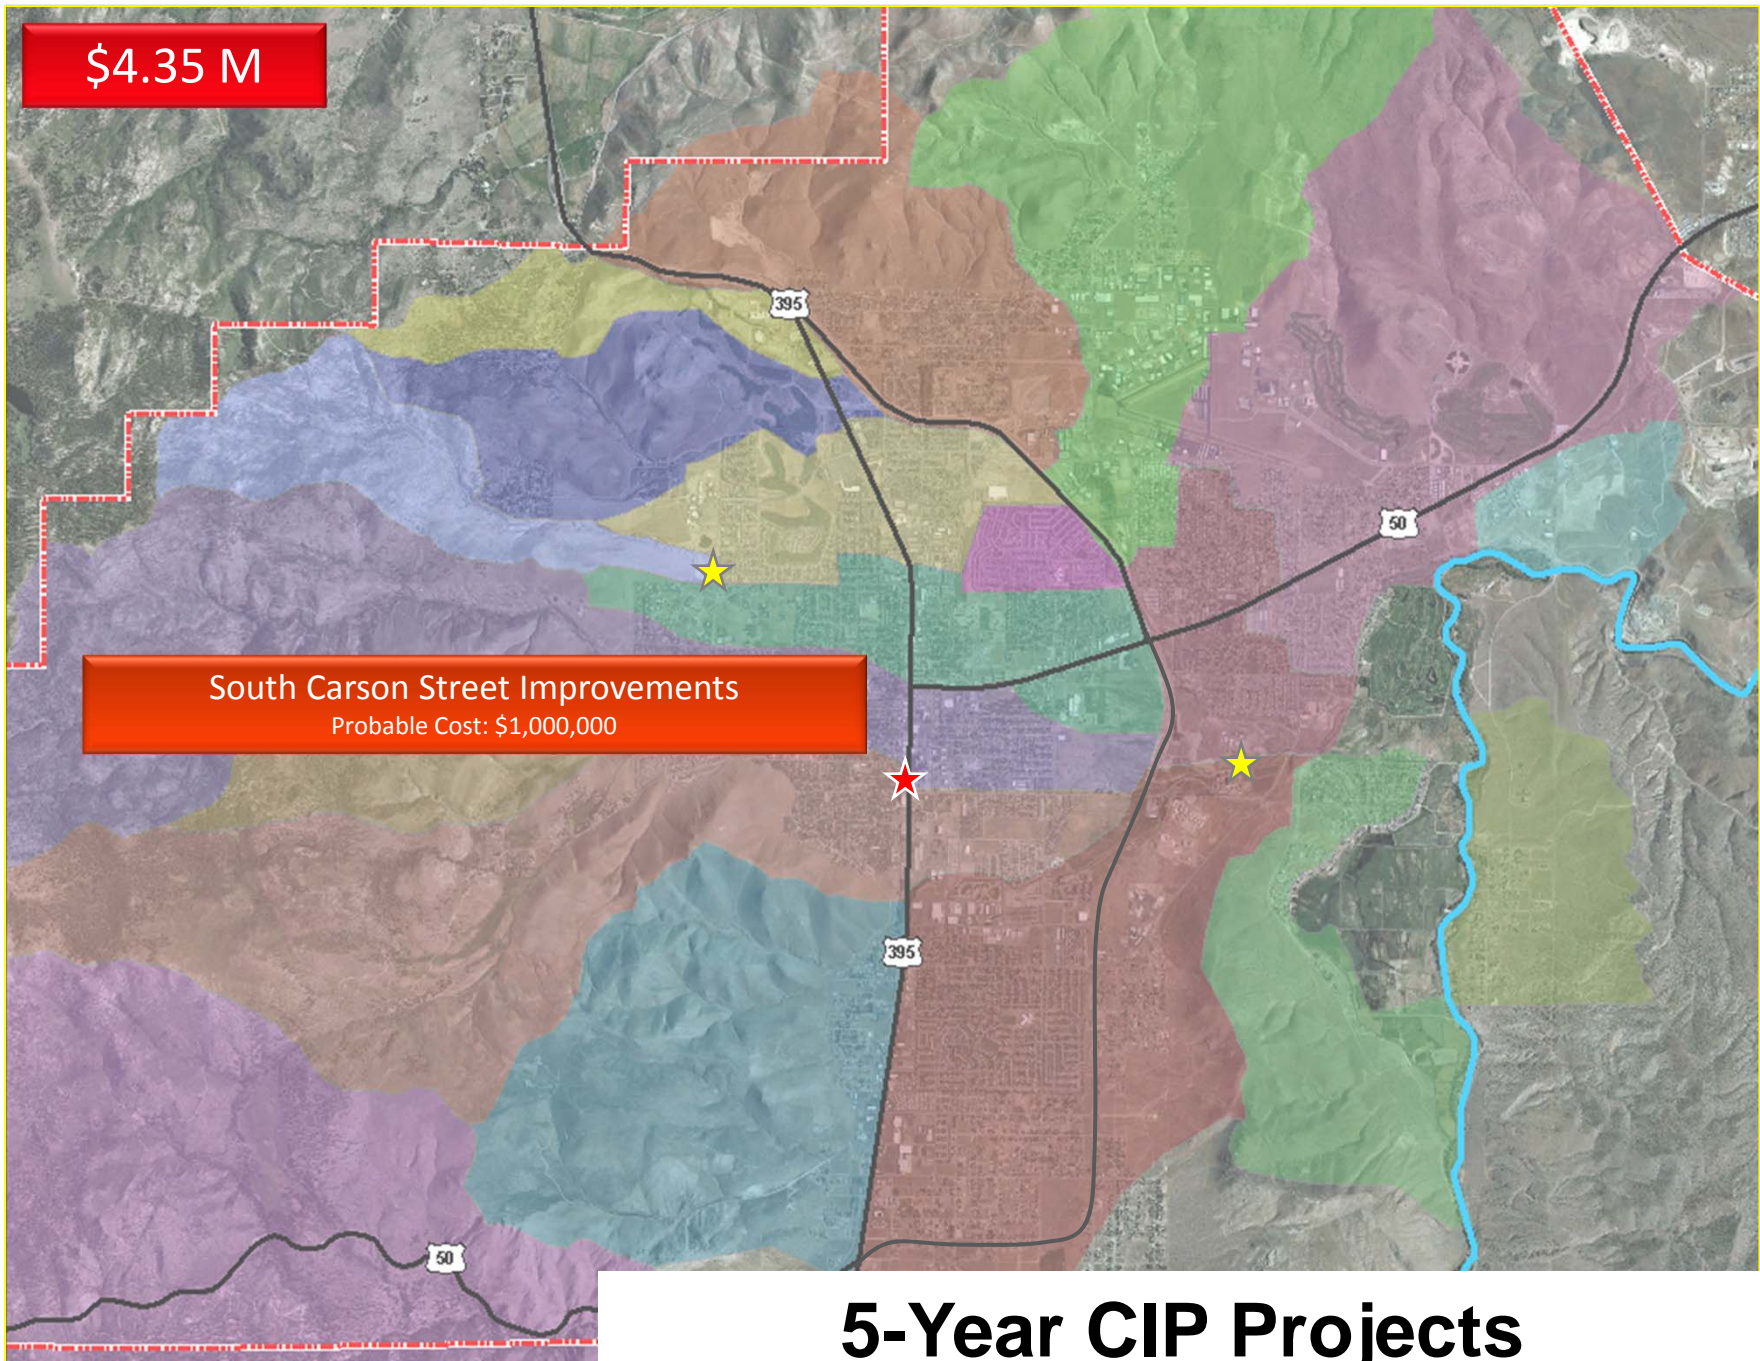 $4.35 M
395
50
South Carson Street Improvements
Probable Cost: $1,000,000
395
50
5-Year CIP Projects